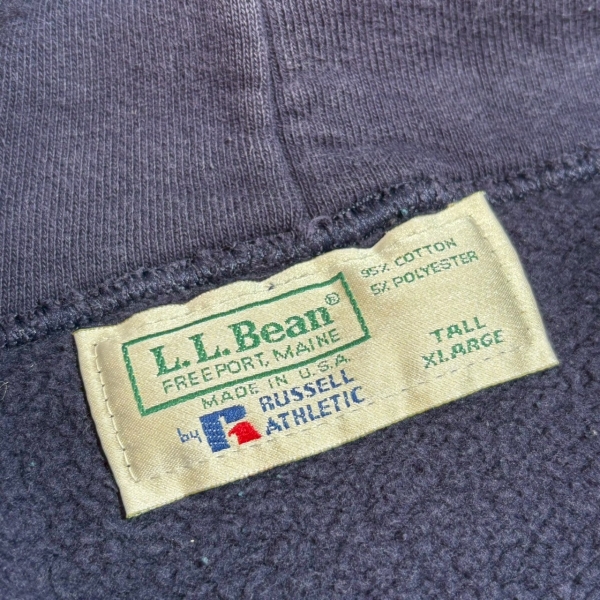 L.L.Bean®
FREEPORT, MAINE
MADE IN U.S.A.
by RUSSELL
ATHLETIC
95% COTTON
5% POLYESTER
TALL
XLARGE